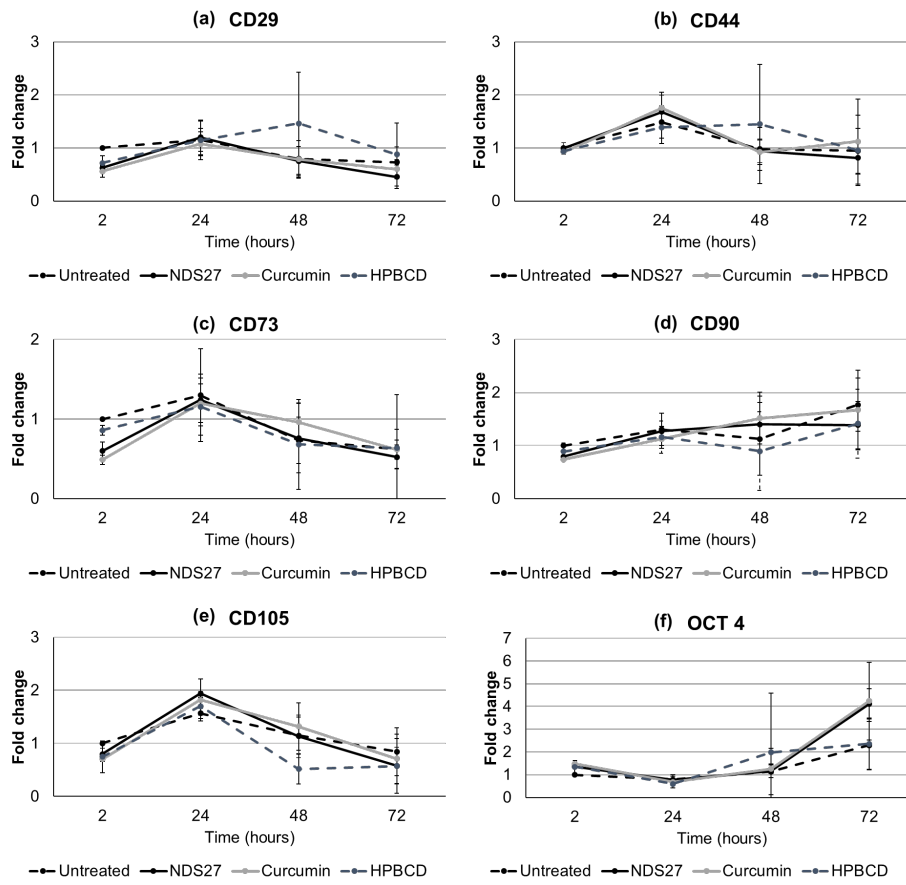 (a) CD29
3
2
1
0
Fold change
2 24 48 72
Time (hours)
Untreated NDS27 Curcumin HPBCD
(b) CD44
3
2
1
0
Fold change
2 24 48 72
Time (hours)
Untreated NDS27 Curcumin HPBCD
(c) CD73
2
1
0
Fold change
2 24 48 72
Time (hours)
Untreated NDS27 Curcumin HPBCD
(d) CD90
3
2
1
0
Fold change
2 24 48 72
Time (hours)
Untreated NDS27 Curcumin HPBCD
(e) CD105
3
2
1
0
Fold change
2 24 48 72
Time (hours)
Untreated NDS27 Curcumin HPBCD
(f) OCT 4
7
6
5
4
3
2
1
0
Fold change
2 24 48 72
Time (hours)
Untreated NDS27 Curcumin HPBCD